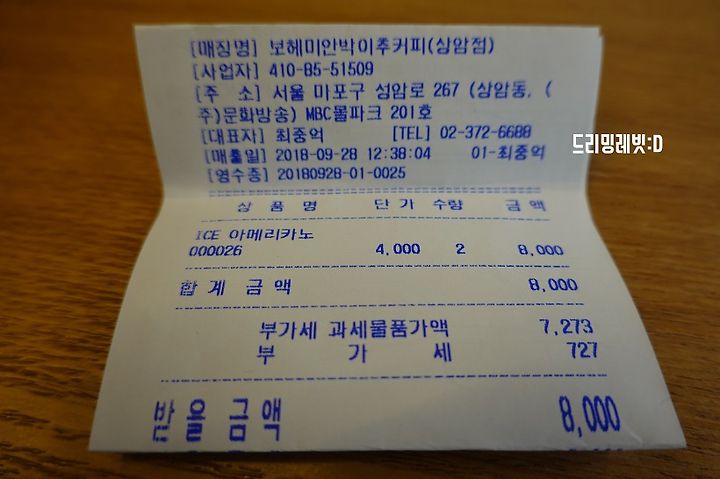 [매장명] 보헤미안박이추커피(상암점)
[사업자] 410-85-51509
[주 소] 서울 마포구 성암로 267 (상암동, (
주)문화방송) MBC몰파크 201호
[대표자] 최중억 [TEL] 02-372-6688
드리밍래빗:D
[매출일] 2018-09-28 12:38:04 01-최중억
[영수증] 20180928-01-0025
상 품 명 단 가 수량 금 액
ICE 아메리카노
000026 4,000 2 8,000
합 계 금 액 8,000
부가세 과세물품가액 7,273
부 가 세 727
받 을 금 액 8,000